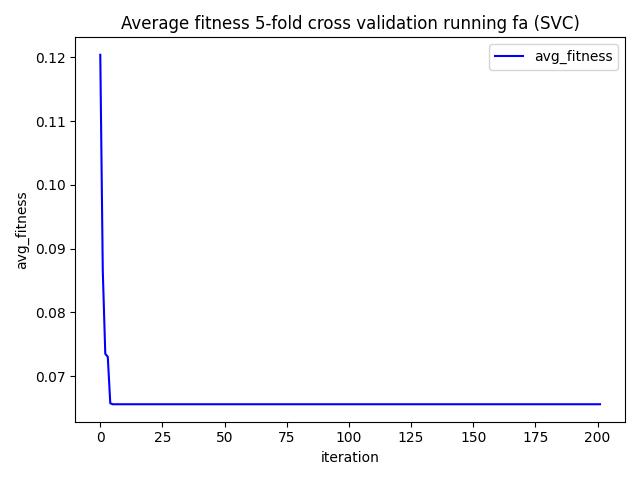 Average fitness 5-fold cross validation running fa (SVC)
avg_fitness
0.12
0.11
0.10
0.09
0.08
0.07
avg_fitness
0 25 50 75 100 125 150 175 200
iteration